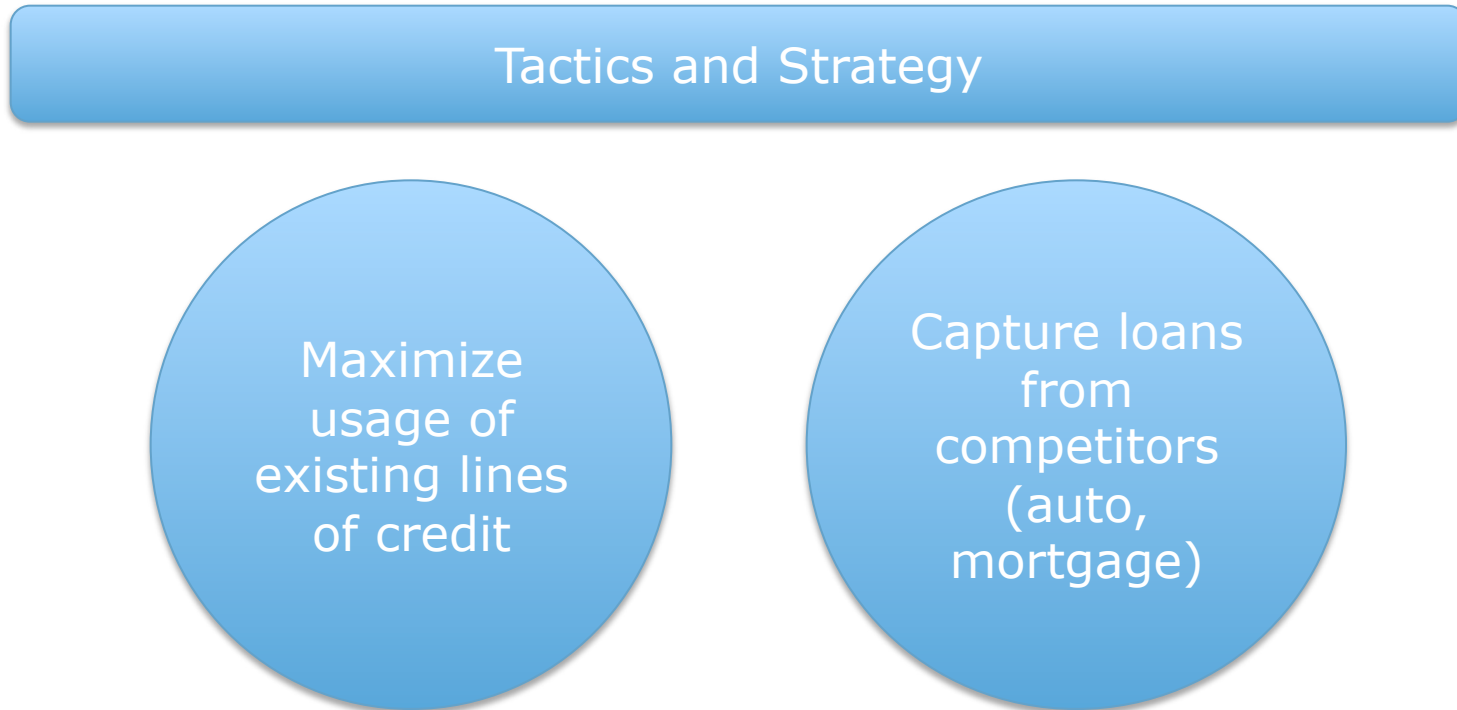 Tactics and Strategy
Maximize
usage of
existing lines
of credit
Capture loans
from
competitors
(auto,
mortgage)